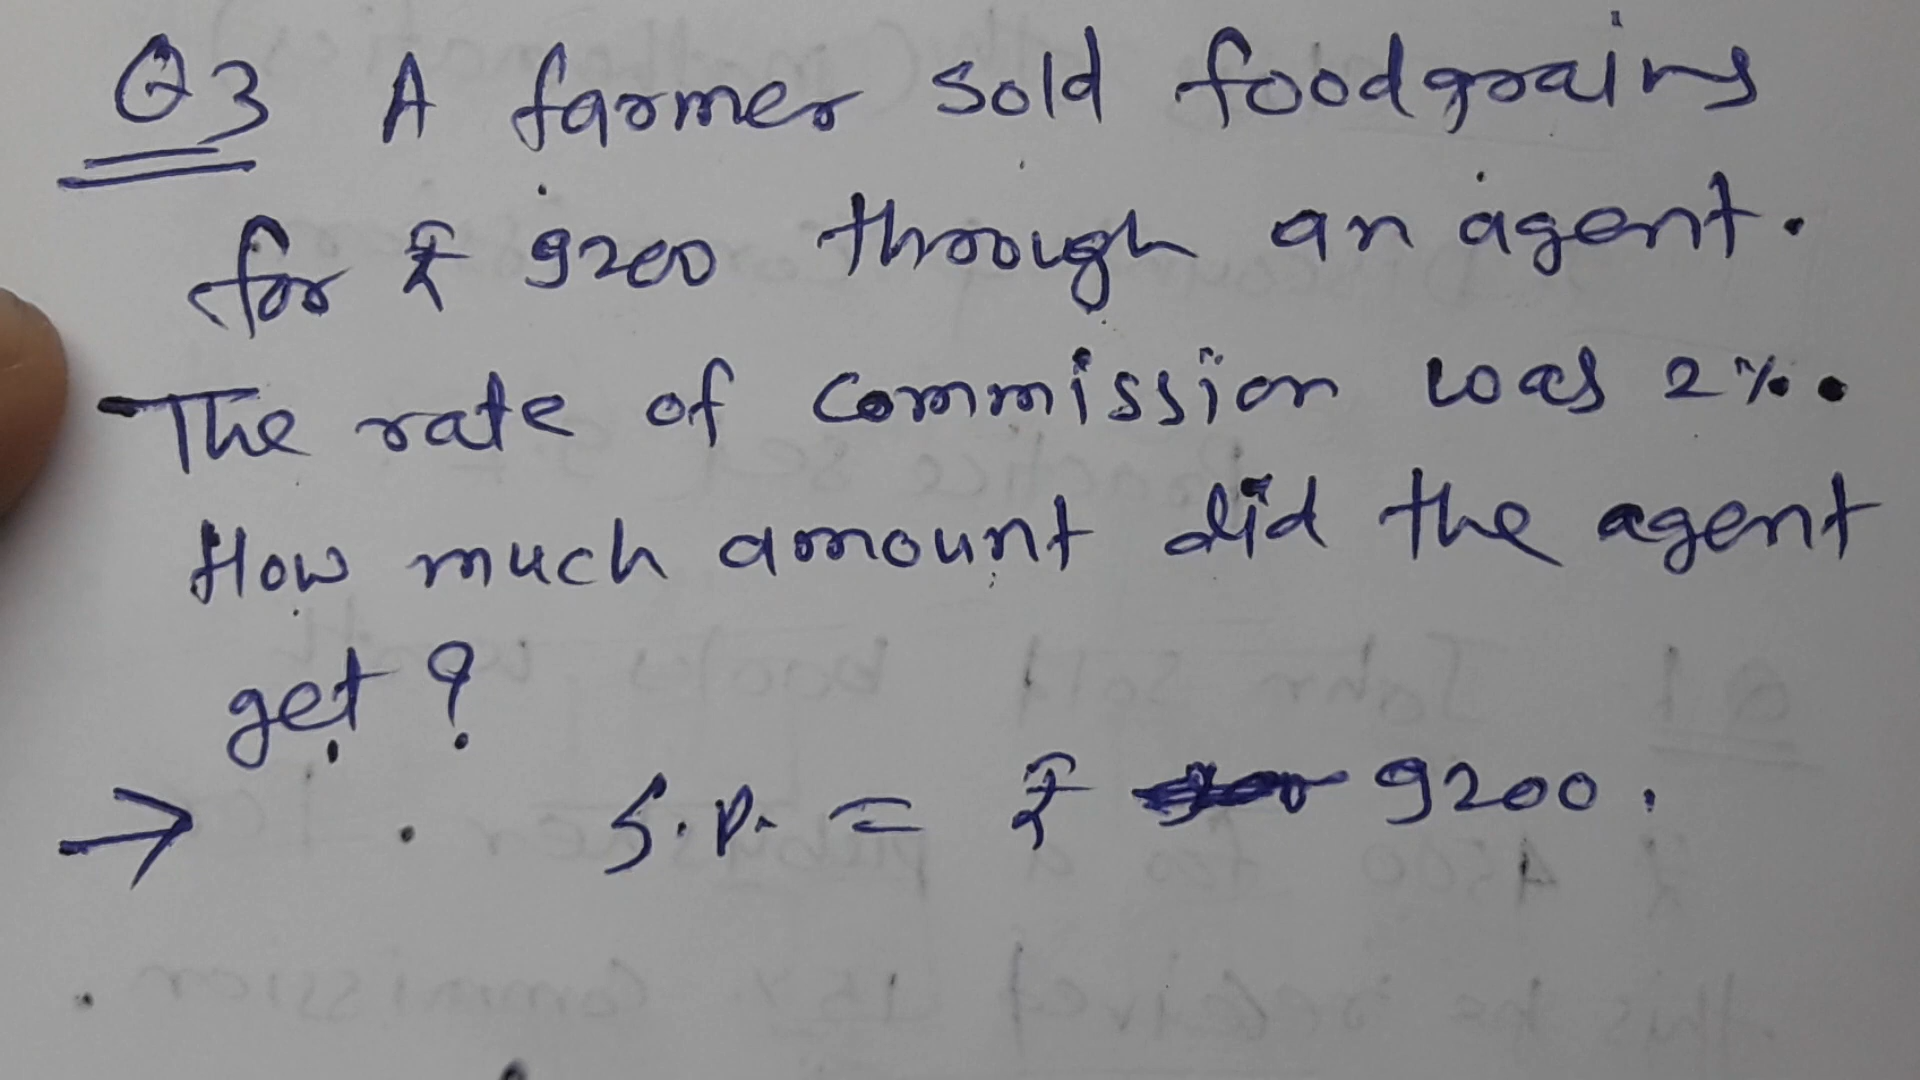 Q3 A farmer sold foodgrains
for ₹ 9200 through an agent.
The rate of commission was 2%.
How much amount did the agent
get?
→ S.P. = ₹ 9200.